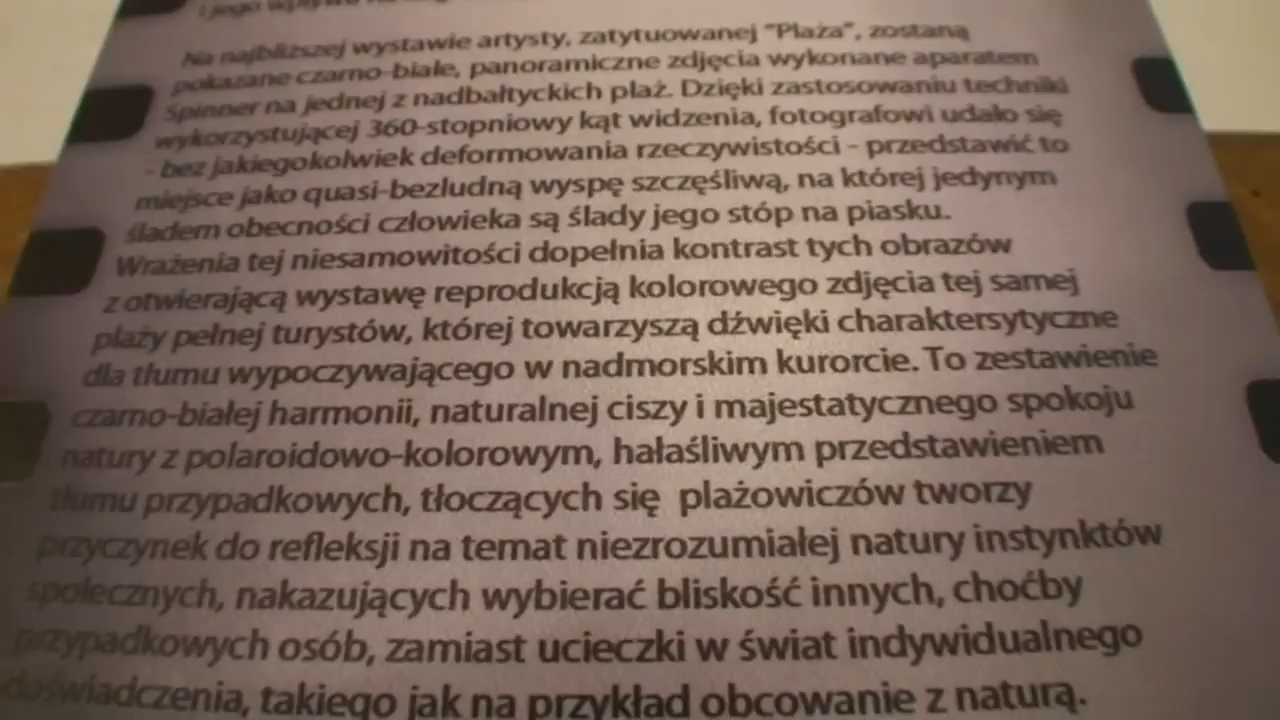 i jego
Na najbliższej wystawie artysty, zatytuowanej "Plaża", zostaną
pokazane czarno-białe, panoramiczne zdjęcia wykonane aparatem
Spinner na jednej z nadbałtyckich plaż. Dzięki zastosowaniu techniki
wykorzystującej 360-stopniowy kąt widzenia, fotografowi udało się
- bez jakiegokolwiek deformowania rzeczywistości - przedstawić to
miejsce jako quasi-bezludną wyspę szczęśliwą, na której jedynym
śladem obecności człowieka są ślady jego stóp na piasku.
Wrażenia tej niesamowitości dopełnia kontrast tych obrazów
z otwierającą wystawę reprodukcją kolorowego zdjęcia tej samej
plaży pełnej turystów, której towarzyszą dźwięki charaktersytyczne
dla tłumu wypoczywającego w nadmorskim kurorcie. To zestawienie
czarno-białej harmonii, naturalnej ciszy i majestatycznego spokoju
natury z polaroidowo-kolorowym, hałaśliwym przedstawieniem
tłumu przypadkowych, tłoczących się plażowiczów tworzy
przyczynek do refleksji na temat niezrozumiałej natury instynktów
społecznych, nakazujących wybierać bliskość innych, choćby
przypadkowych osób, zamiast ucieczki w świat indywidualnego
doświadczenia, takiego jak na przykład obcowanie z naturą.